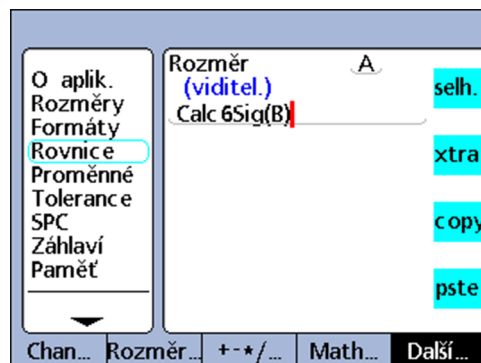 O aplik.
Rozměry
Formáty
Rovnice
Proměnné
Tolerance
SPC
Záhlaví
Paměť
Rozměr A
(viditel.)
Calc 6Sig(B)
selh.
xtra
copy
pste
Chan... Rozměr... +-*/... Math... Další...